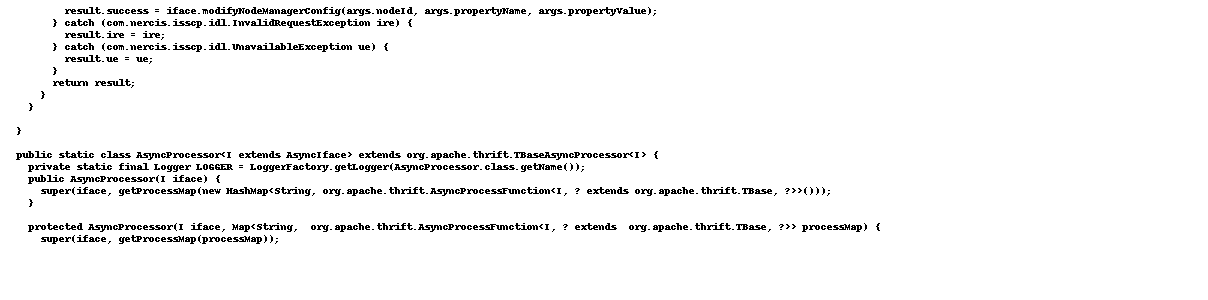 result.success = iface.modifyNodeManagerConfig(args.nodeId, args.propertyName, args.propertyValue);
} catch (com.nercis.isscp.idl.InvalidRequestException ire) {
result.ire = ire;
} catch (com.nercis.isscp.idl.UnavailableException ue) {
result.ue = ue;
}
return result;
}
}
}
public static class AsyncProcessor<I extends AsyncIface> extends org.apache.thrift.TBaseAsyncProcessor<I> {
private static final Logger LOGGER = LoggerFactory.getLogger(AsyncProcessor.class.getName());
public AsyncProcessor(I iface) {
super(iface, getProcessMap(new HashMap<String, org.apache.thrift.AsyncProcessFunction<I, ? extends org.apache.thrift.TBase, ?>>()));
}
protected AsyncProcessor(I iface, Map<String,  org.apache.thrift.AsyncProcessFunction<I, ? extends  org.apache.thrift.TBase, ?>> processMap) {
super(iface, getProcessMap(processMap));